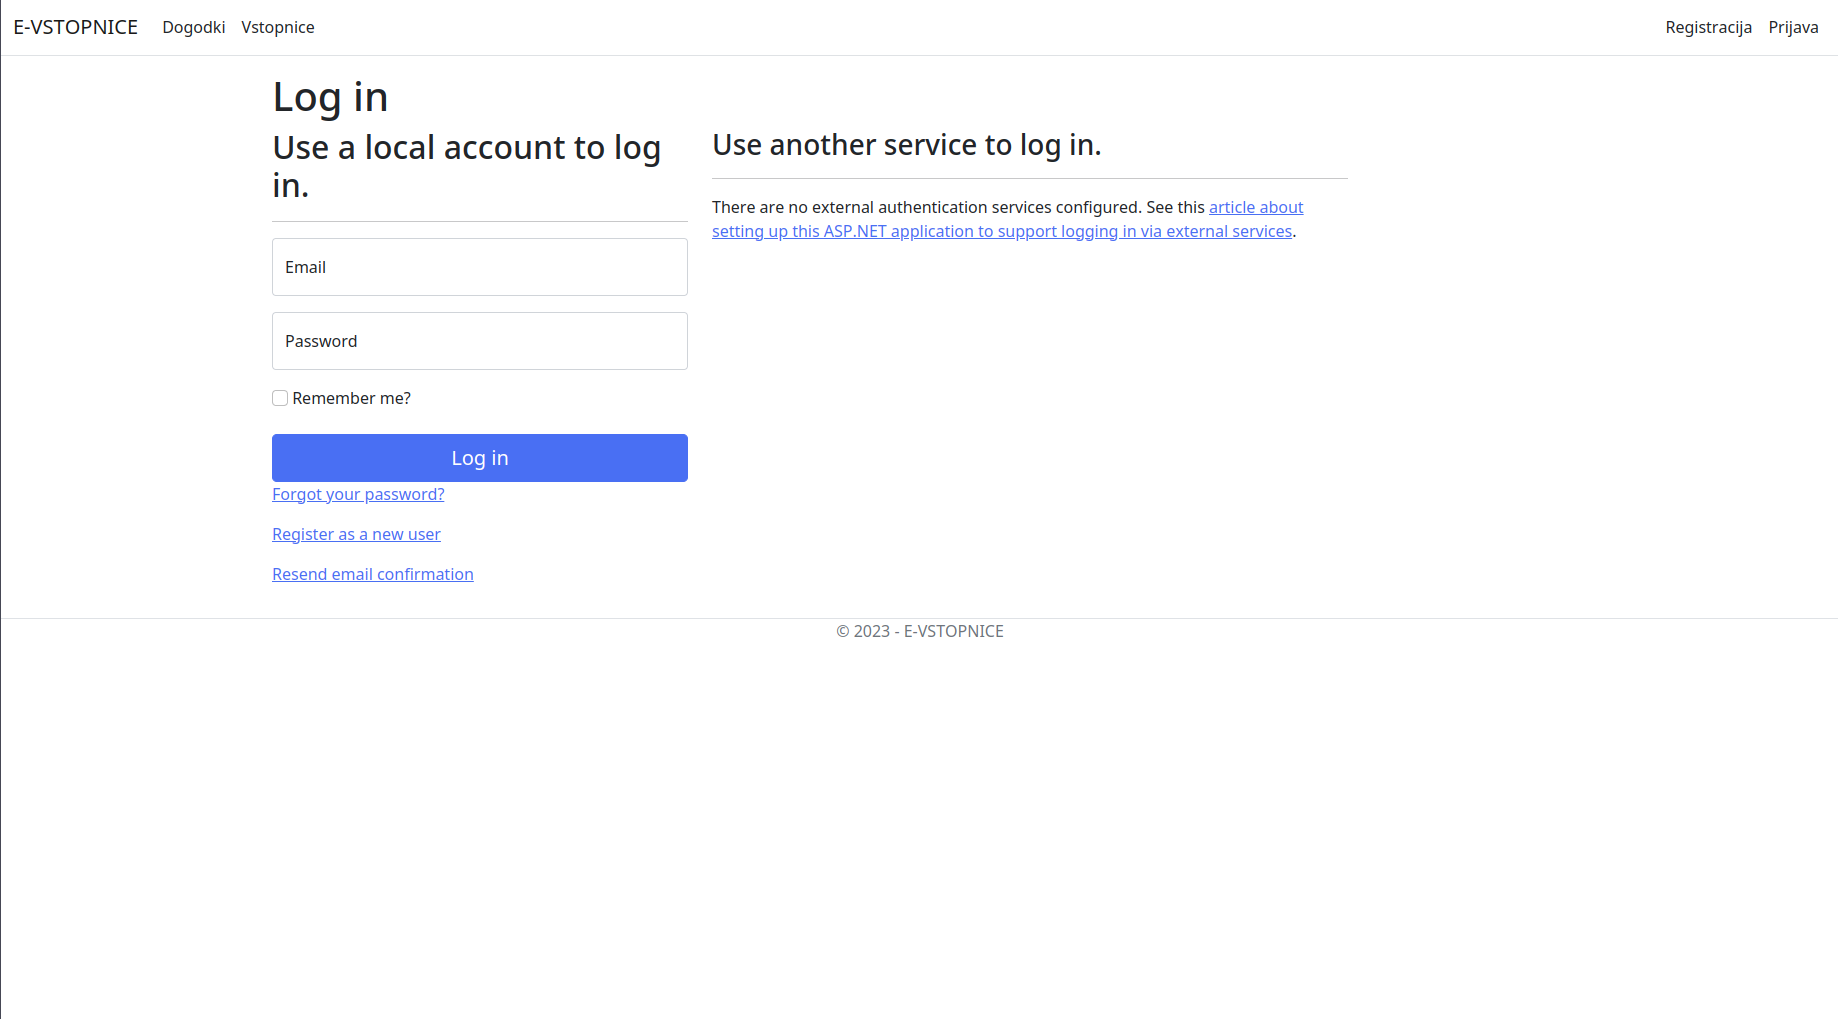 E-VSTOPNICE Dogodki Vstopnice Registracija Prijava
Log in
Use a local account to log
in.
Email
Password
Remember me?
Log in
Forgot your password?
Register as a new user
Resend email confirmation
Use another service to log in.
There are no external authentication services configured. See this article about
setting up this ASP.NET application to support logging in via external services.
© 2023 - E-VSTOPNICE